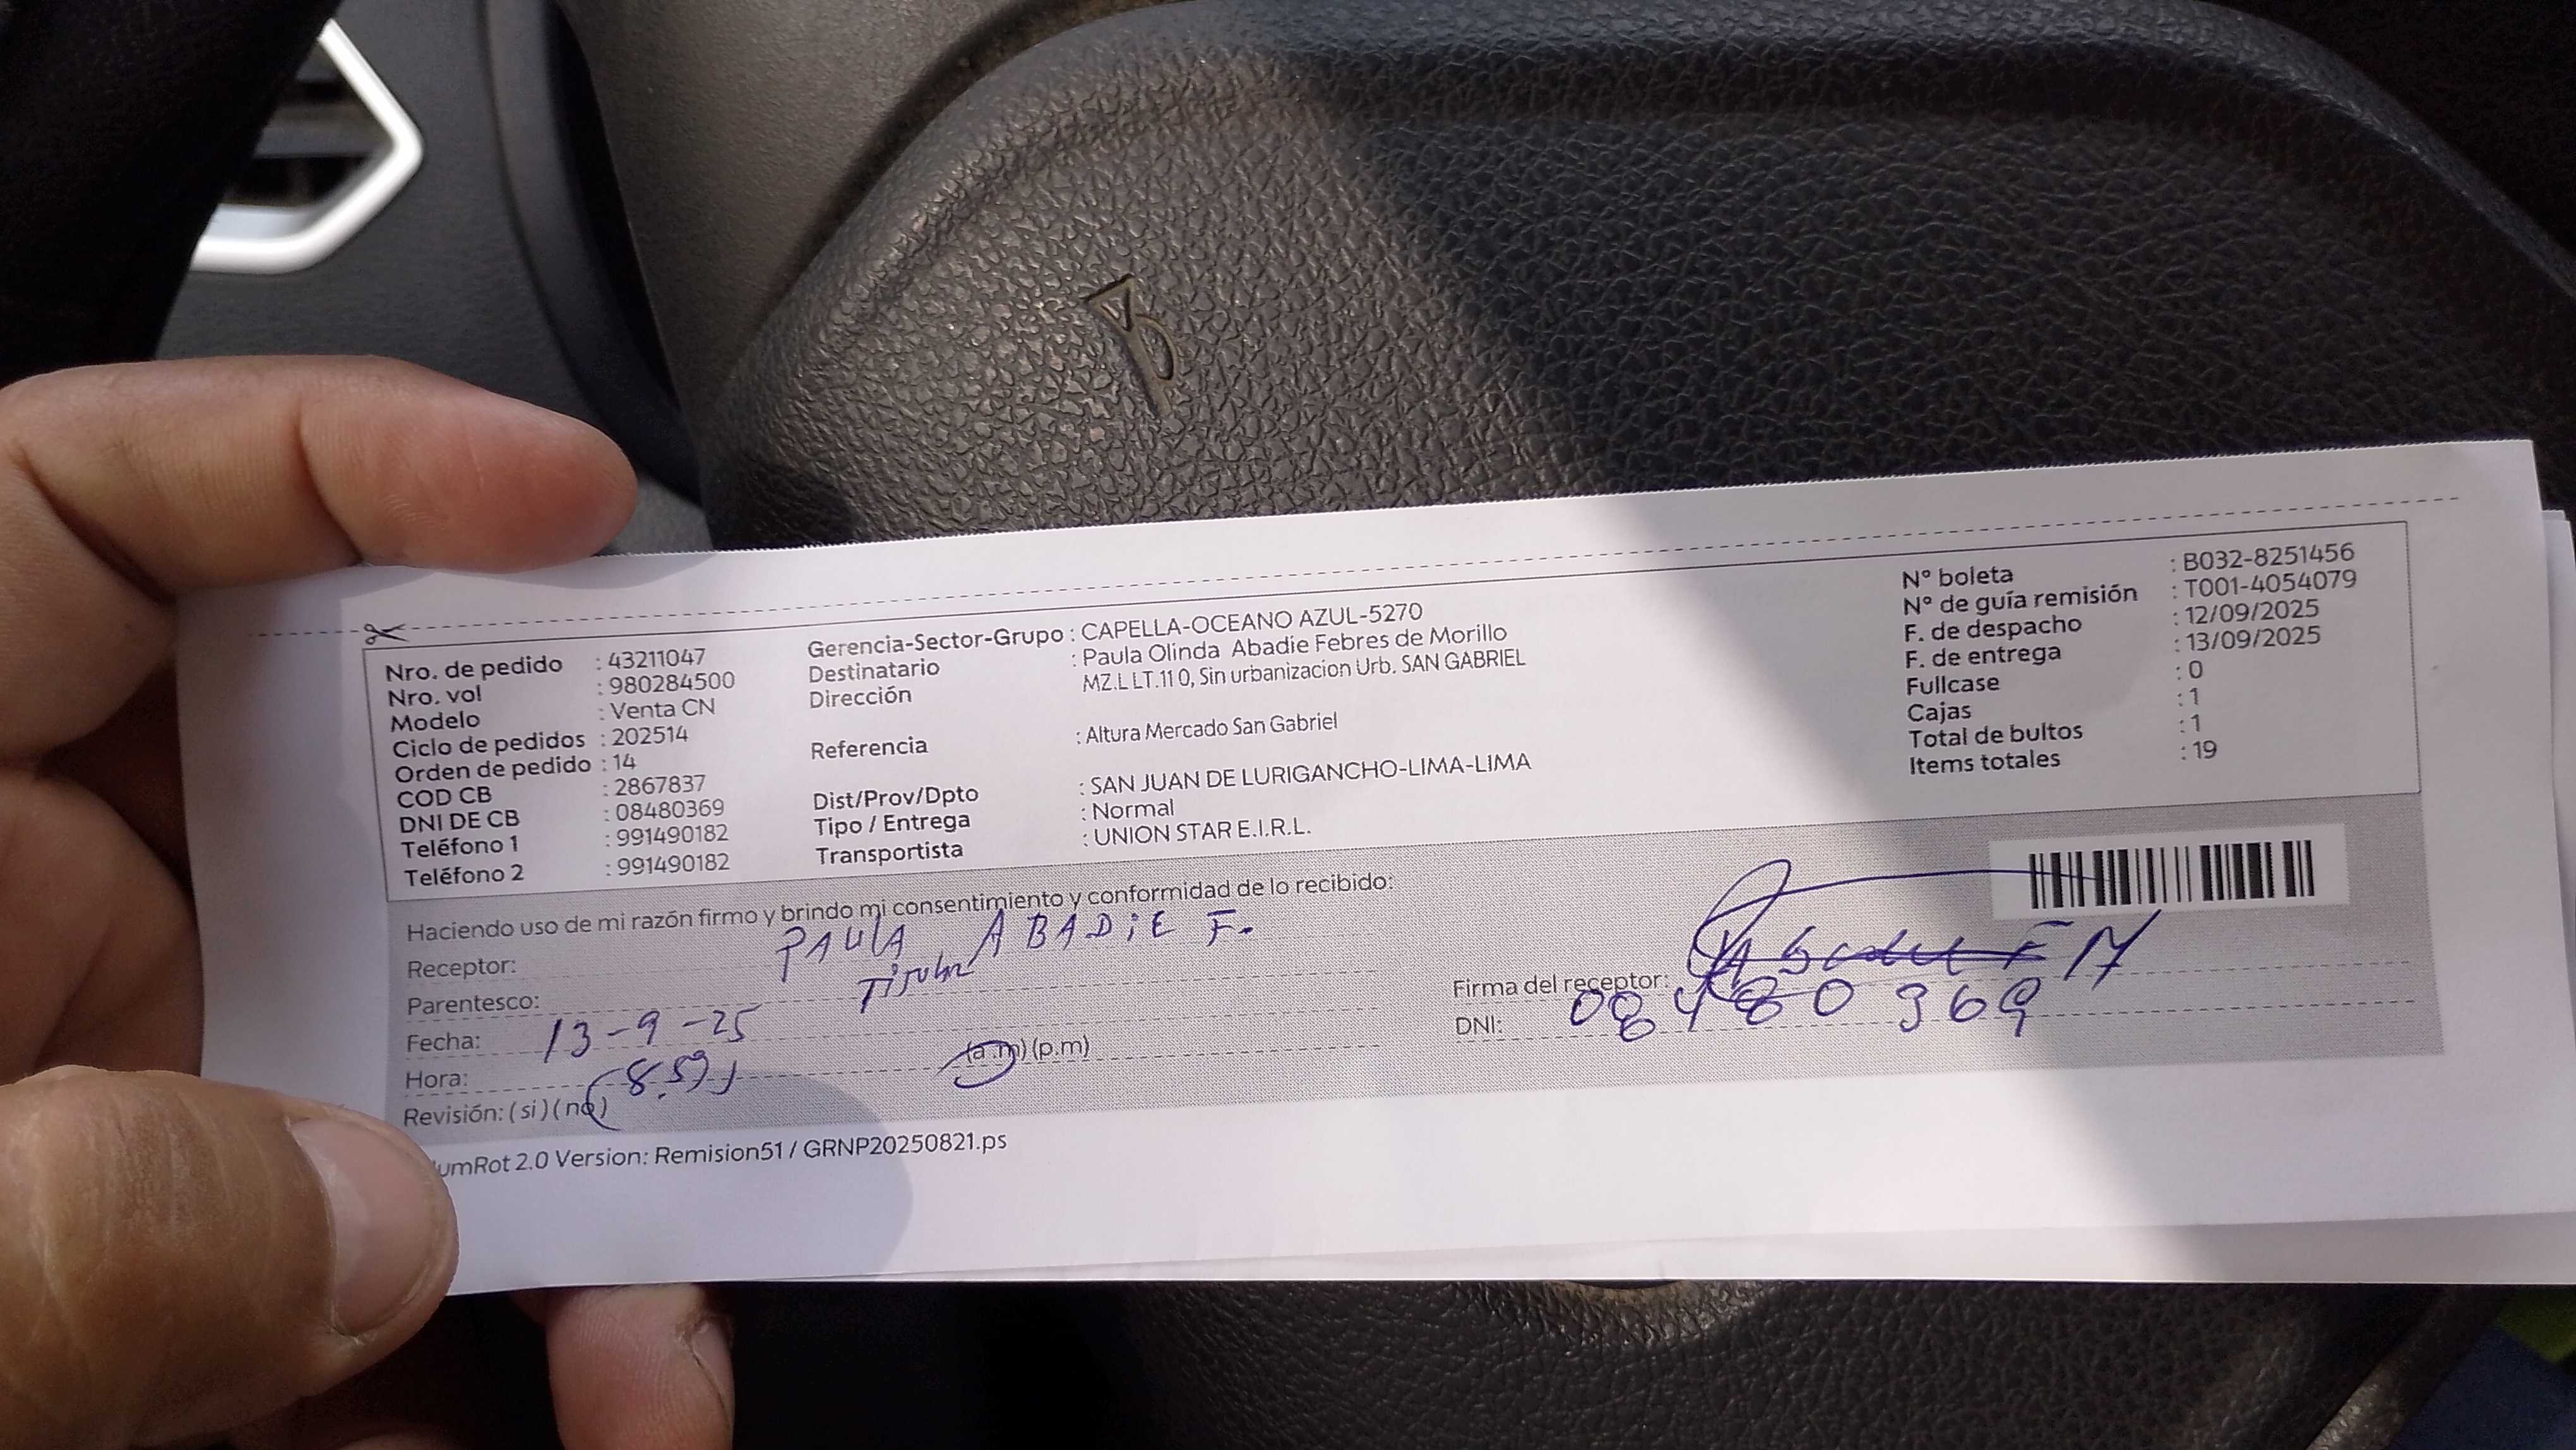 Nro. de pedido : 43211047
Nro. vol : 980284500
Modelo : Venta CN
Ciclo de pedidos : 202514
Orden de pedido : 14
COD CB : 2867837
DNI DE CB : 08480369
Teléfono 1 : 991490182
Teléfono 2 : 991490182
Gerencia-Sector-Grupo : CAPELLA-OCEANO AZUL-5270
Destinatario : Paula Olinda Abadie Febres de Morillo
Dirección MZ.L LT.11 0, Sin urbanizacion Urb. SAN GABRIEL
Referencia : Altura Mercado San Gabriel
Dist/Prov/Dpto : SAN JUAN DE LURIGANCHO-LIMA-LIMA
Tipo / Entrega : Normal
Transportista : UNION STAR E.I.R.L.
N° boleta : B032-8251456
N° de guía remisión : T001-4054079
F. de despacho : 12/09/2025
F. de entrega : 13/09/2025
Fullcase : 0
Cajas : 1
Total de bultos : 1
Items totales : 19
Haciendo uso de mi razón firmo y brindo mi consentimiento y conformidad de lo recibido:
Receptor: PAULA ABADiE F.
Parentesco: Titular
Fecha: 13-9-25
Hora: 8.59 (a.m) (p.m)
Revisión: (si) (no)
Firma del receptor:
DNI: 08480369
umRot 2.0 Version: Remision51 / GRNP20250821.ps